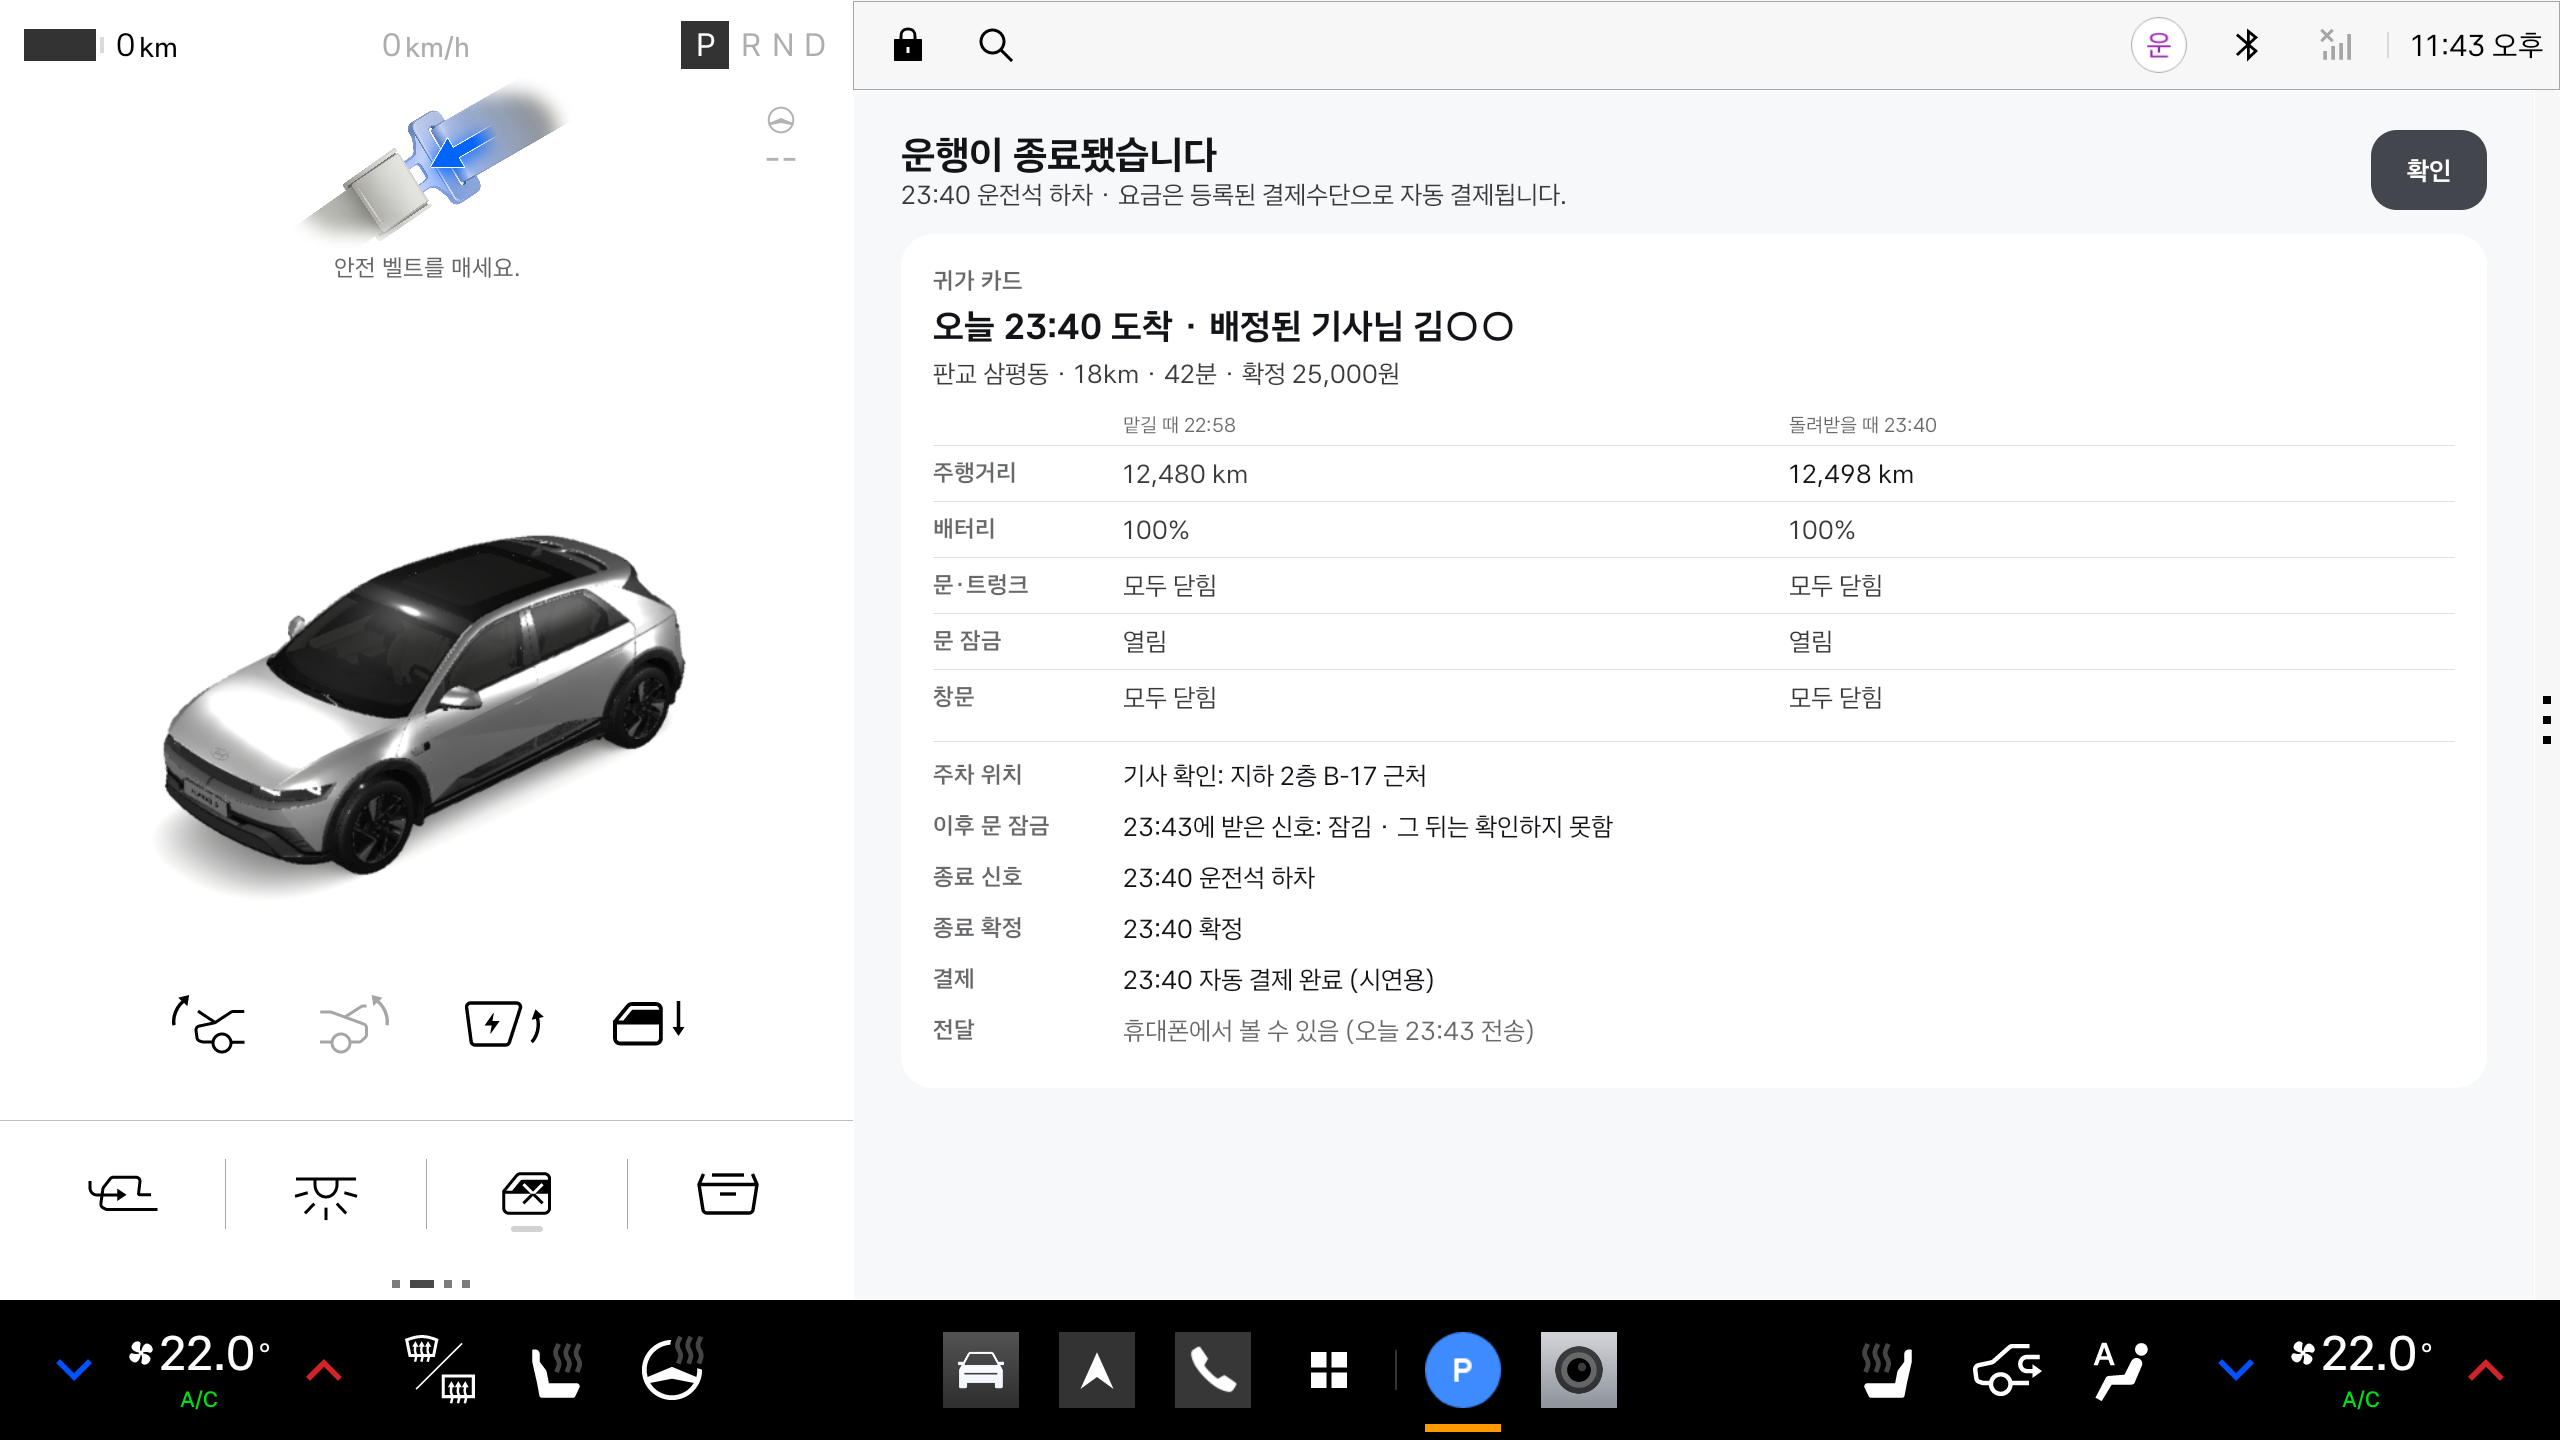 0 km
0 km/h
P R N D
11:43 오후
운
--
안전 벨트를 매세요.
운행이 종료됐습니다
23:40 운전석 하차 · 요금은 등록된 결제수단으로 자동 결제됩니다.
확인
귀가 카드
오늘 23:40 도착 · 배정된 기사님 김〇〇
판교 삼평동 · 18km · 42분 · 확정 25,000원
맡길 때 22:58 돌려받을 때 23:40
주행거리 12,480 km 12,498 km
배터리 100% 100%
문·트렁크 모두 닫힘 모두 닫힘
문 잠금 열림 열림
창문 모두 닫힘 모두 닫힘
주차 위치 기사 확인: 지하 2층 B-17 근처
이후 문 잠금 23:43에 받은 신호: 잠김 · 그 뒤는 확인하지 못함
종료 신호 23:40 운전석 하차
종료 확정 23:40 확정
결제 23:40 자동 결제 완료 (시연용)
전달 휴대폰에서 볼 수 있음 (오늘 23:43 전송)
22.0°
A/C
P
A
22.0°
A/C